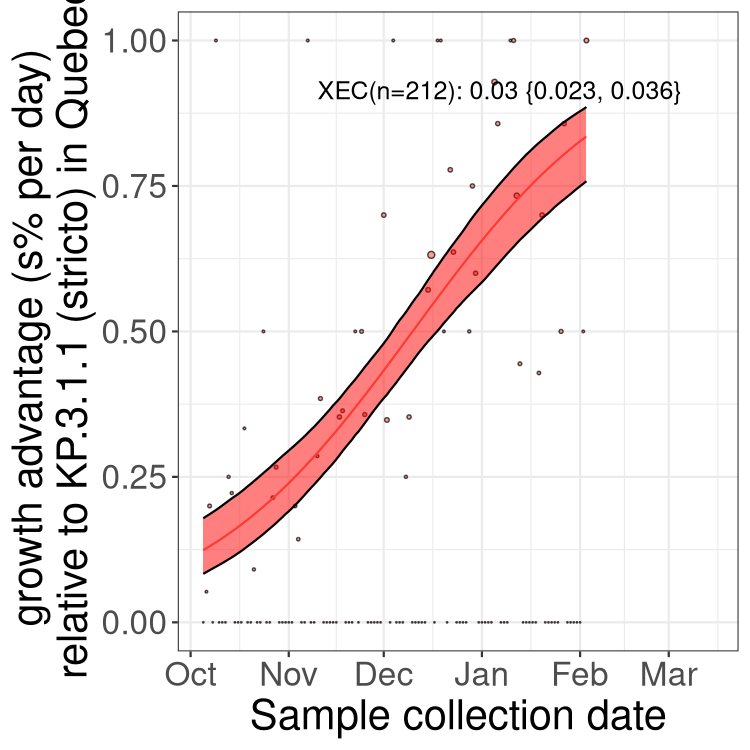 growth advantage (s% per day)
relative to KP.3.1.1 (stricto) in Quebec
1.00
0.75
0.50
0.25
0.00
XEC(n=212): 0.03 {0.023, 0.036}
Oct Nov Dec Jan Feb Mar
Sample collection date